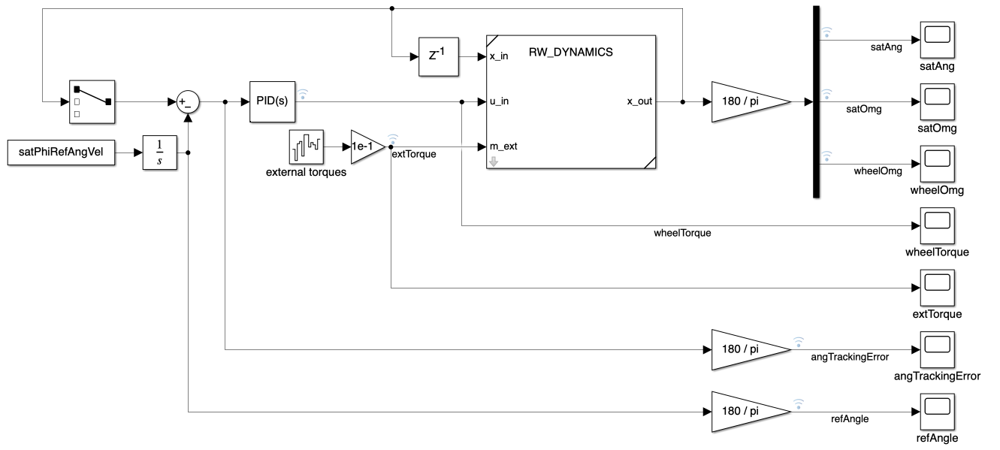 Z-1
x_in
RW_DYNAMICS
satAng
satAng
+
−
PID(s)
u_in
x_out
180 / pi
satOmg
satOmg
satPhiRefAngVel
1
s
1e-1
extTorque
m_ext
external torques
wheelOmg
wheelOmg
wheelTorque
wheelTorque
extTorque
180 / pi
angTrackingError
angTrackingError
180 / pi
refAngle
refAngle